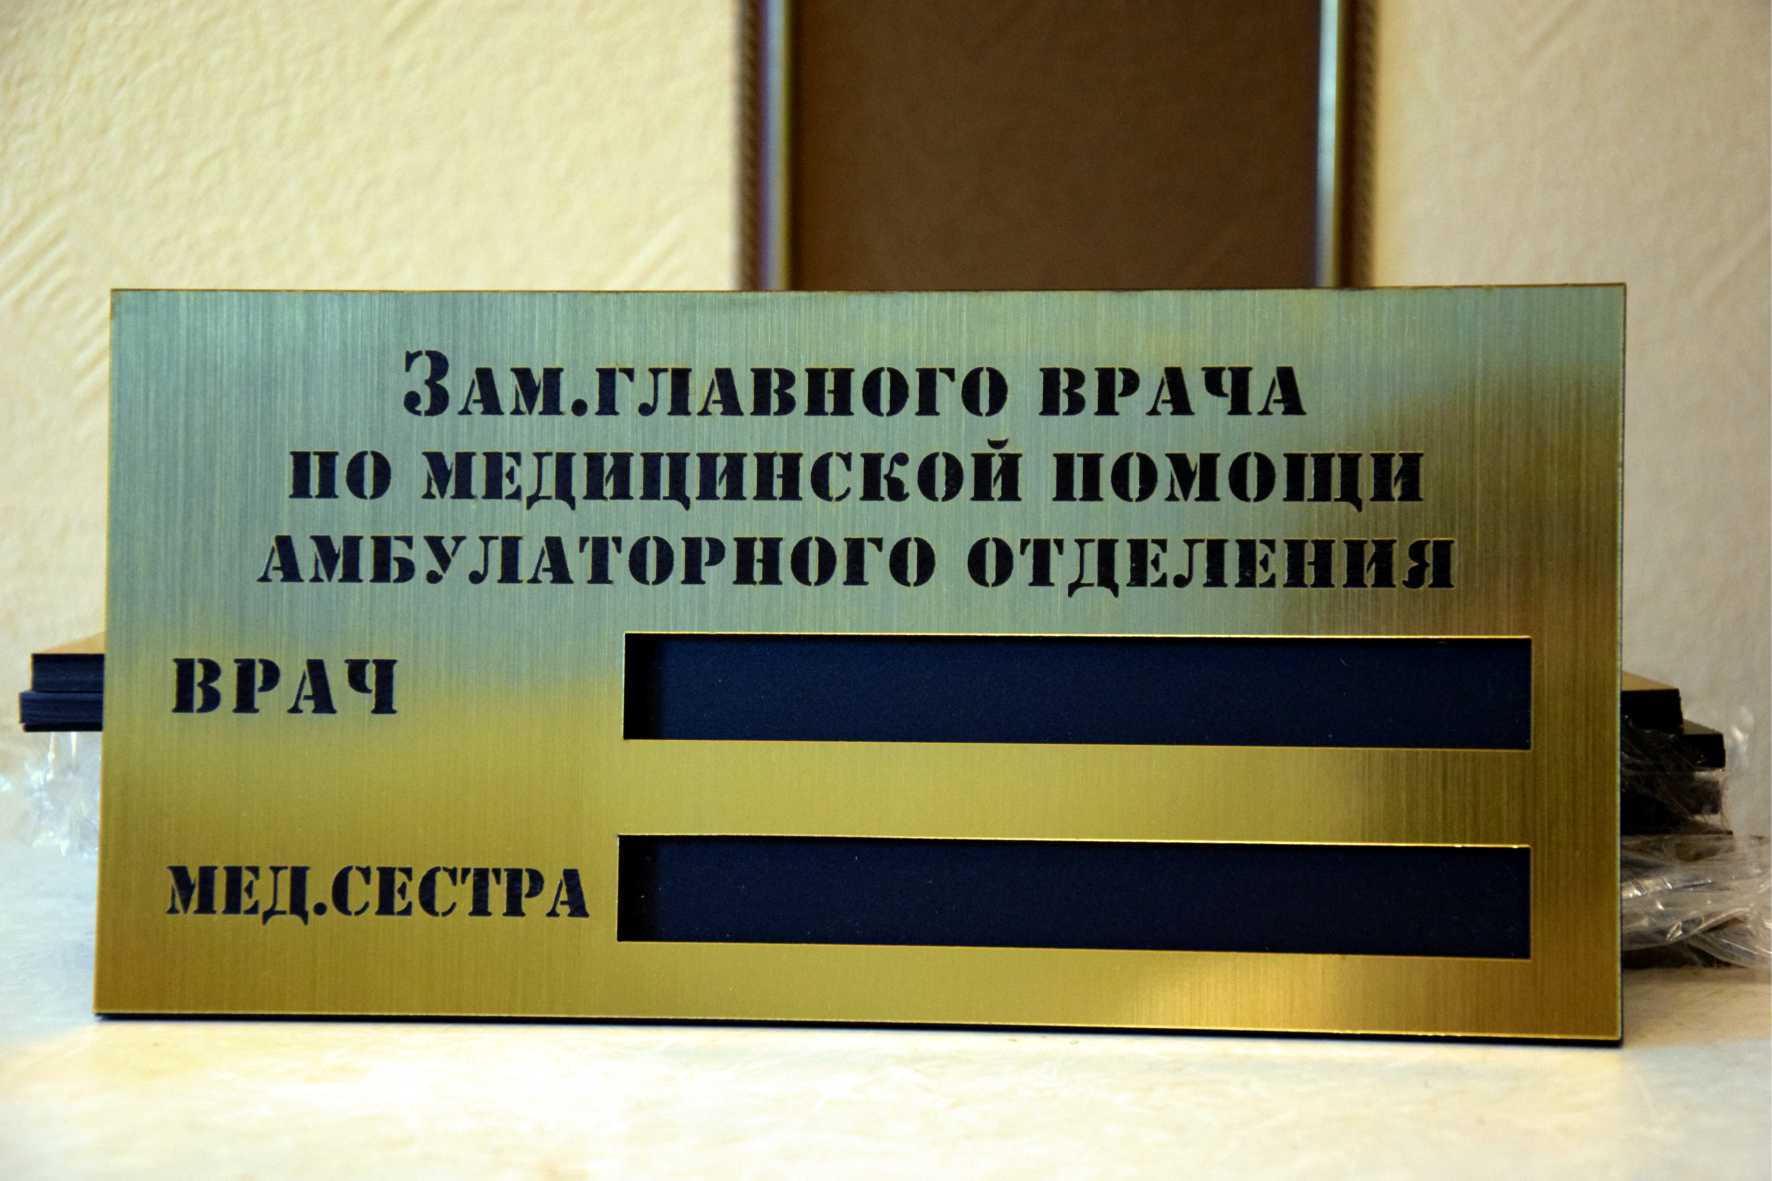 Зам.главного врача
по медицинской помощи
амбулаторного отделения
врач
мед.сестра